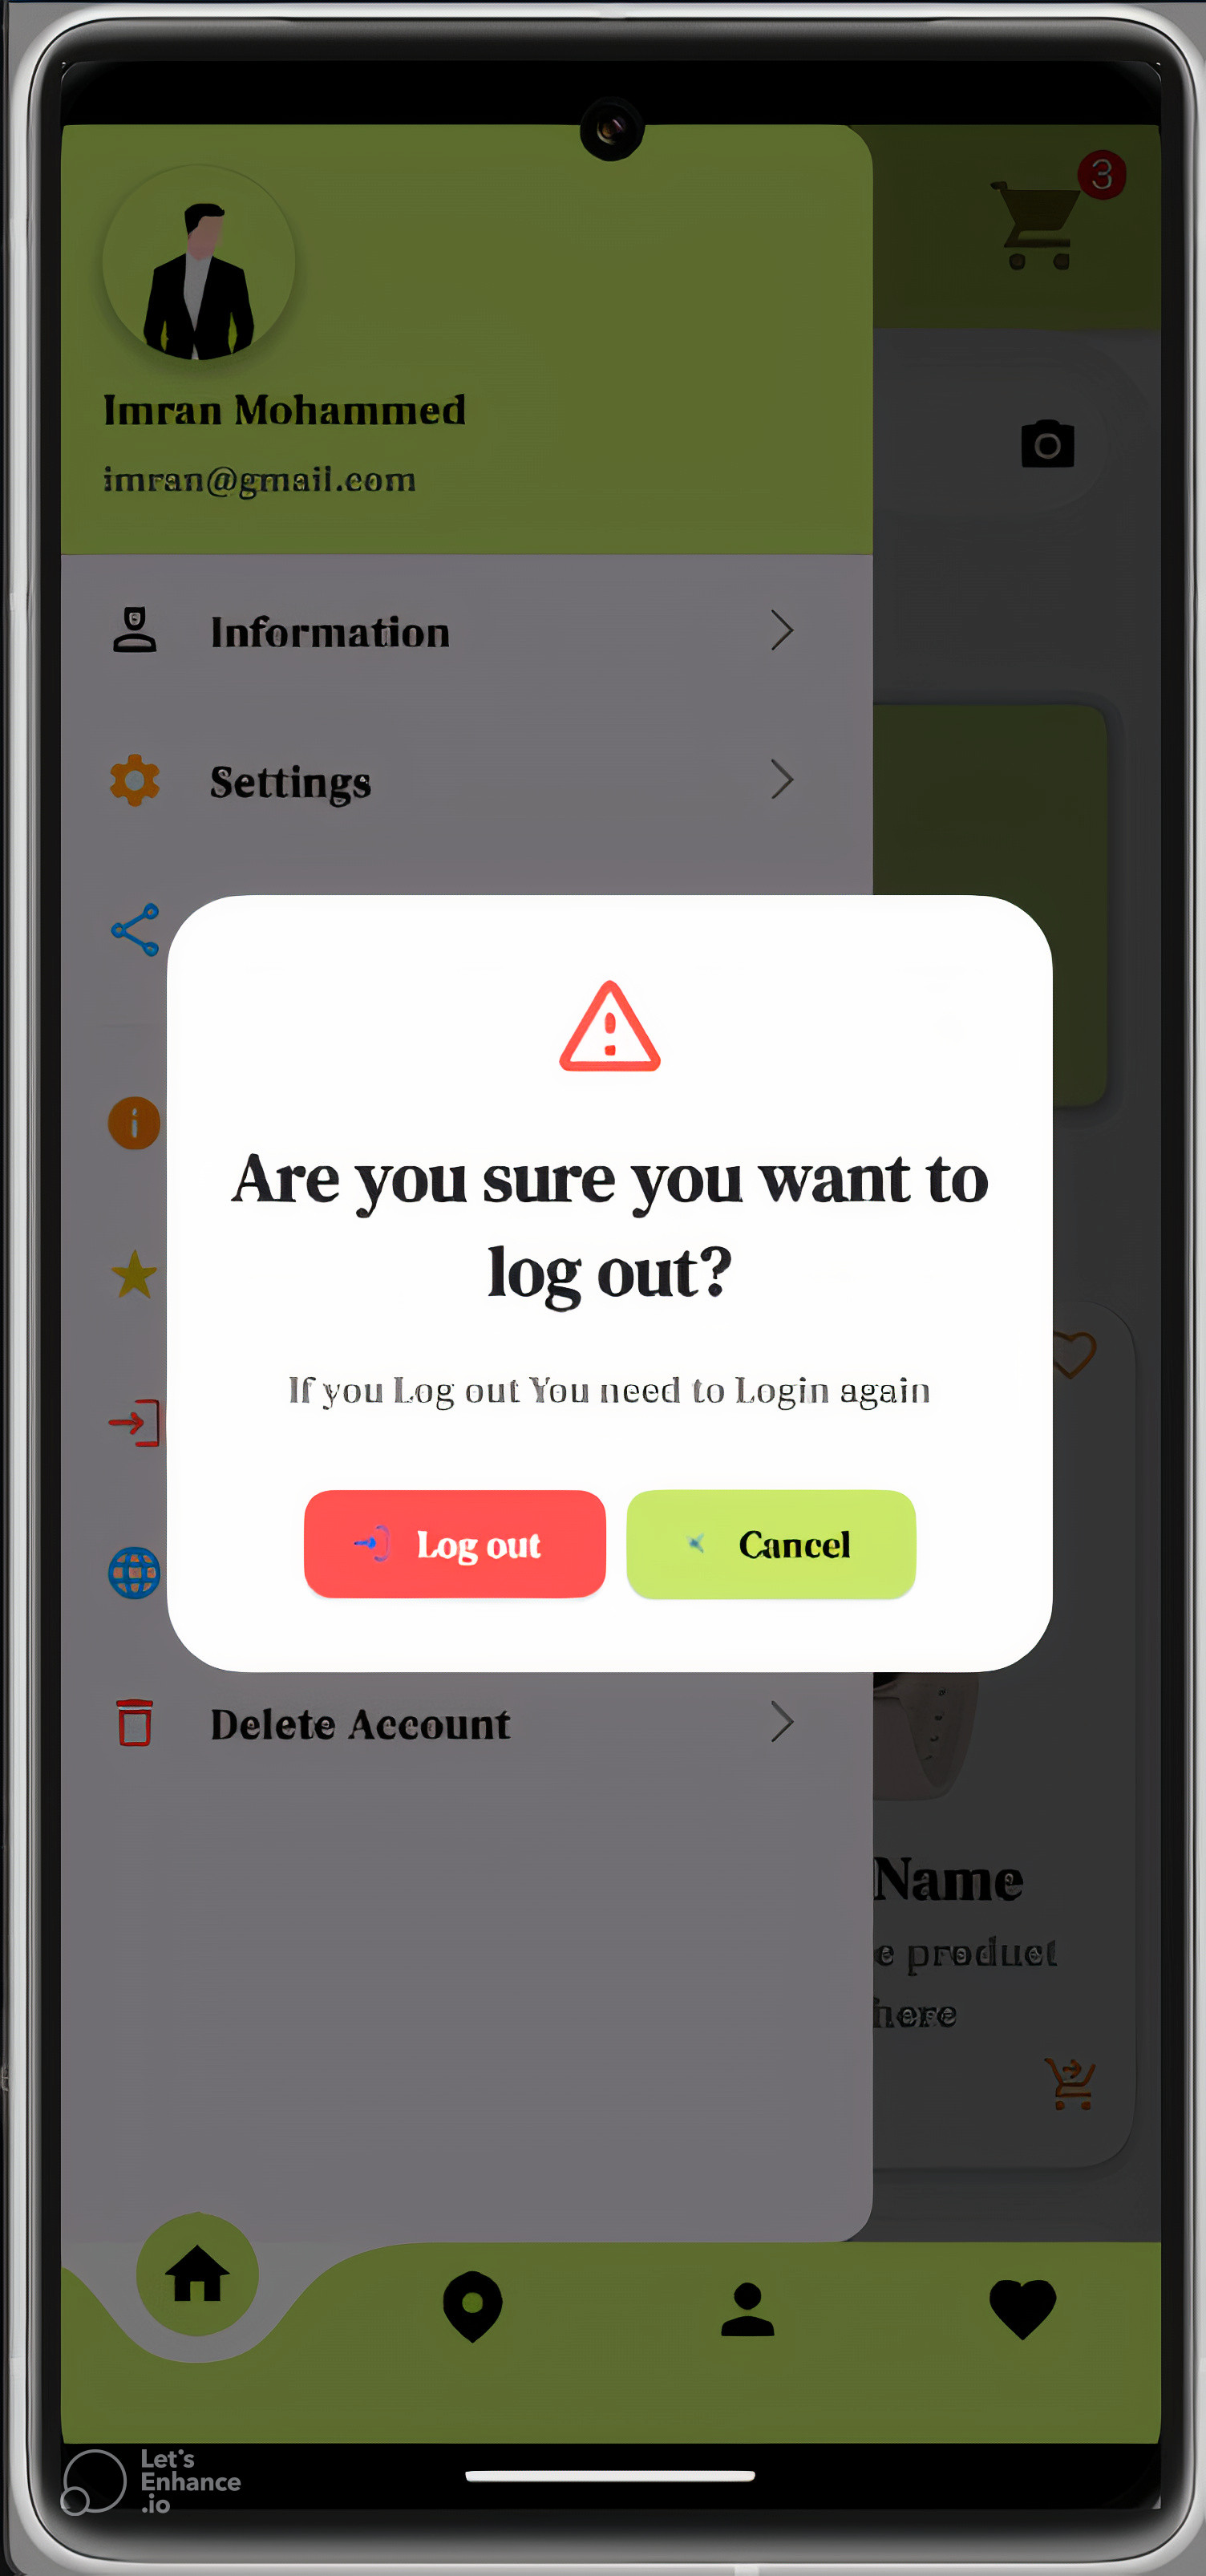 3
Imran Mohammed
imran@gmail.com
Information
Settings
Are you sure you want to
log out?
If you Log out You need to Login again
Log out
Cancel
Delete Account
Name
e product
here
Let's
Enhance
.io